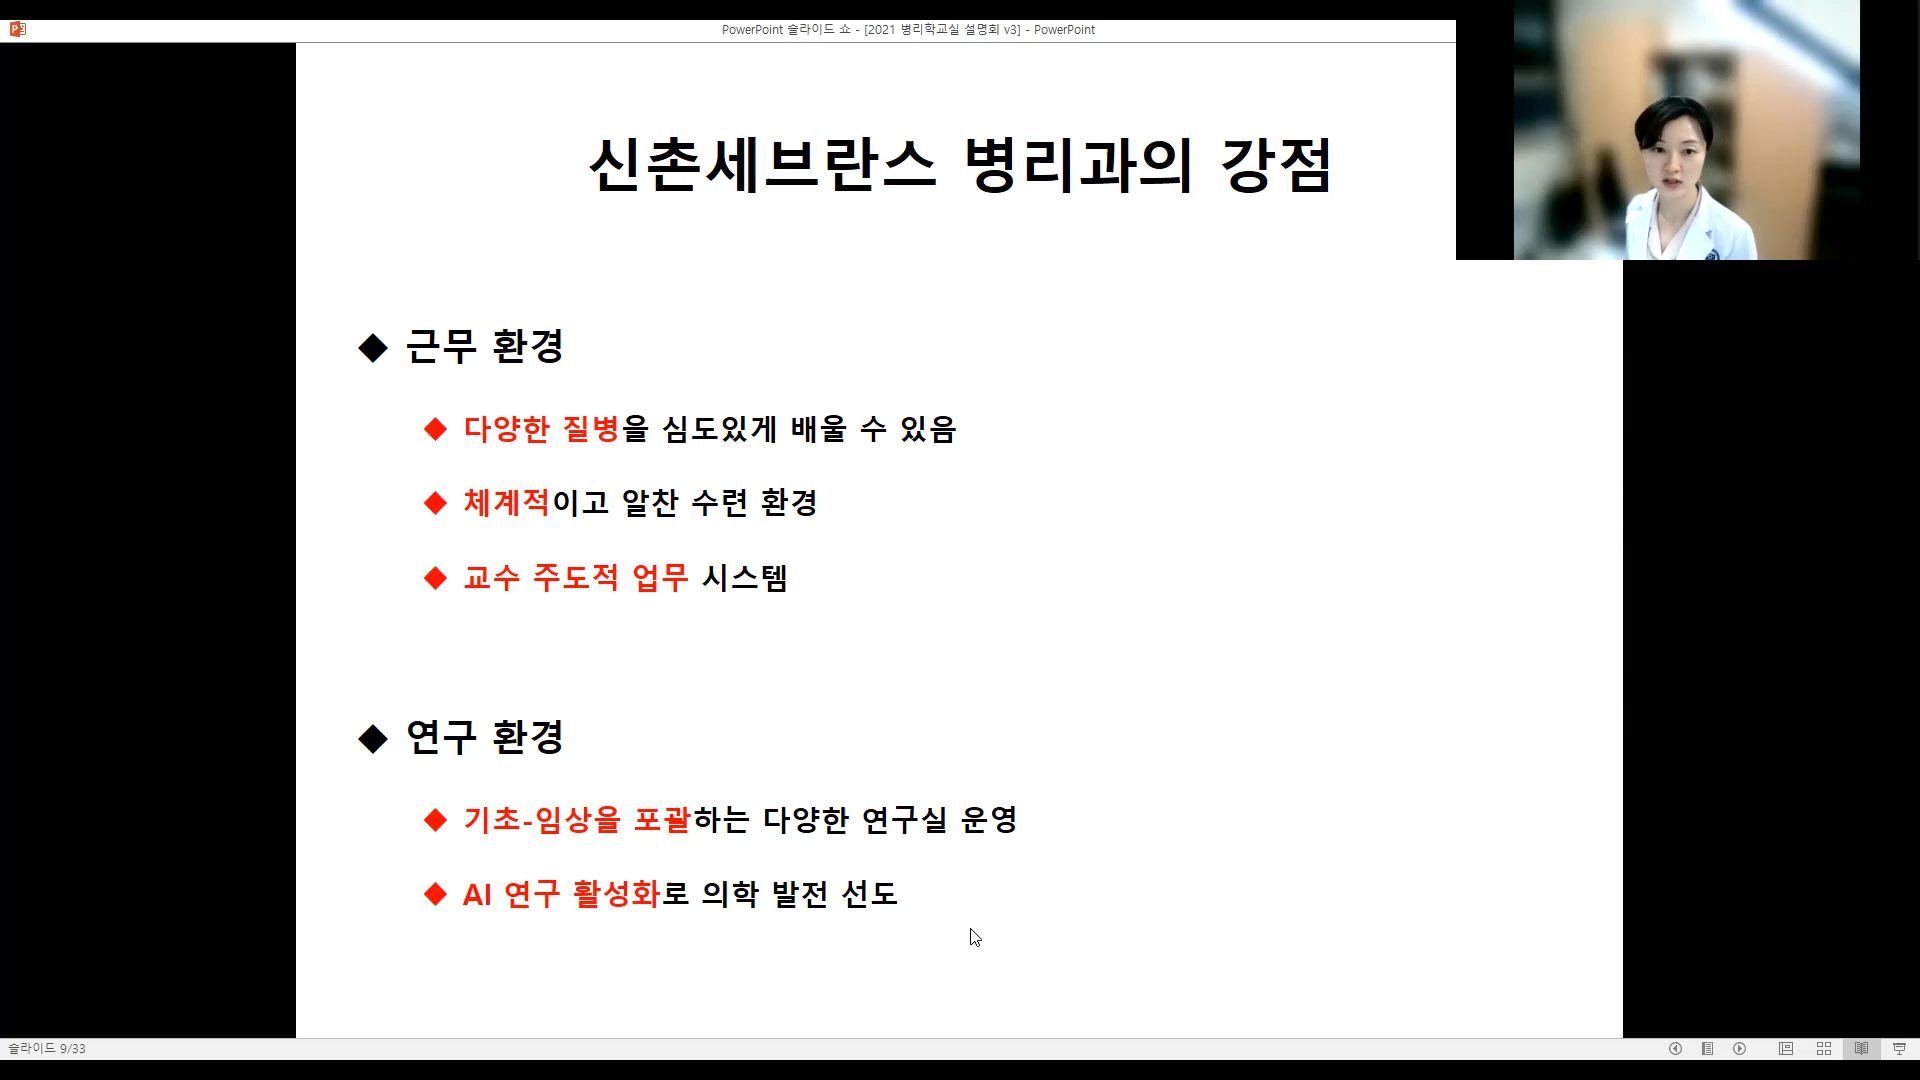 PowerPoint 슬라이드 쇼 - [2021 병리학교실 설명회 v3] - PowerPoint
신촌세브란스 병리과의 강점
◆ 근무 환경
◆ 다양한 질병을 심도있게 배울 수 있음
◆ 체계적이고 알찬 수련 환경
◆ 교수 주도적 업무 시스템
◆ 연구 환경
◆ 기초-임상을 포괄하는 다양한 연구실 운영
◆ AI 연구 활성화로 의학 발전 선도
슬라이드 9/33